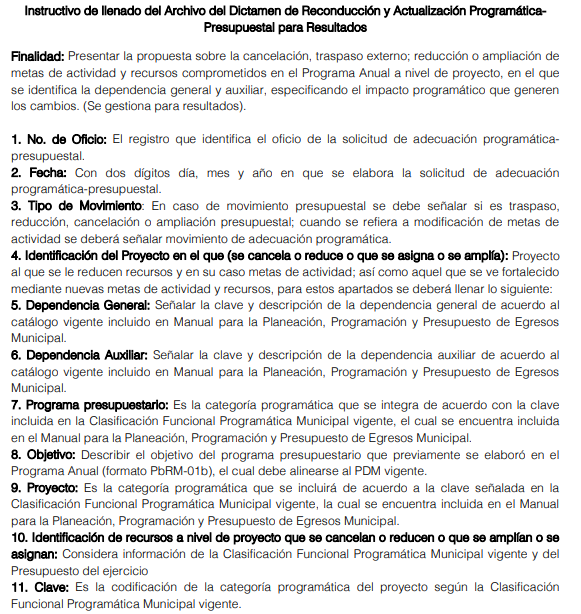 Instructivo de llenado del Archivo del Dictamen de Reconducción y Actualización Programática-
Presupuestal para Resultados
Finalidad: Presentar la propuesta sobre la cancelación, traspaso externo; reducción o ampliación de
metas de actividad y recursos comprometidos en el Programa Anual a nivel de proyecto, en el que
se identifica la dependencia general y auxiliar, especificando el impacto programático que generen
los cambios. (Se gestiona para resultados).
1. No. de Oficio: El registro que identifica el oficio de la solicitud de adecuación programática-
presupuestal.
2. Fecha: Con dos dígitos día, mes y año en que se elabora la solicitud de adecuación
programática-presupuestal.
3. Tipo de Movimiento: En caso de movimiento presupuestal se debe señalar si es traspaso,
reducción, cancelación o ampliación presupuestal; cuando se refiera a modificación de metas de
actividad se deberá señalar movimiento de adecuación programática.
4. Identificación del Proyecto en el que (se cancela o reduce o que se asigna o se amplía): Proyecto
al que se le reducen recursos y en su caso metas de actividad; así como aquel que se ve fortalecido
mediante nuevas metas de actividad y recursos, para estos apartados se deberá llenar lo siguiente:
5. Dependencia General: Señalar la clave y descripción de la dependencia general de acuerdo al
catálogo vigente incluido en Manual para la Planeación, Programación y Presupuesto de Egresos
Municipal.
6. Dependencia Auxiliar: Señalar la clave y descripción de la dependencia auxiliar de acuerdo al
catálogo vigente incluido en Manual para la Planeación, Programación y Presupuesto de Egresos
Municipal.
7. Programa presupuestario: Es la categoría programática que se integra de acuerdo con la clave
incluida en la Clasificación Funcional Programática Municipal vigente, el cual se encuentra incluida
en el Manual para la Planeación, Programación y Presupuesto de Egresos Municipal.
8. Objetivo: Describir el objetivo del programa presupuestario que previamente se elaboró en el
Programa Anual (formato PbRM-01b), el cual debe alinearse al PDM vigente.
9. Proyecto: Es la categoría programática que se incluirá de acuerdo a la clave señalada en la
Clasificación Funcional Programática Municipal vigente, la cual se encuentra incluida en el Manual
para la Planeación, Programación y Presupuesto de Egresos Municipal.
10. Identificación de recursos a nivel de proyecto que se cancelan o reducen o que se amplían o se
asignan: Considera información de la Clasificación Funcional Programática Municipal vigente y del
Presupuesto del ejercicio
11. Clave: Es la codificación de la categoría programática del proyecto según la Clasificación
Funcional Programática Municipal vigente.